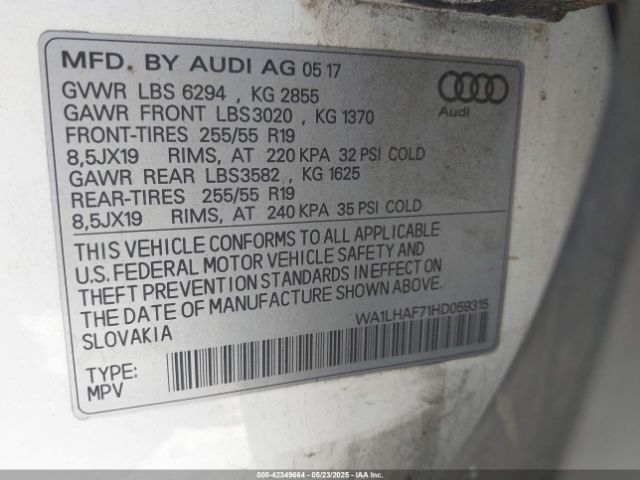 MFD. BY AUDI AG 05 17
GVWR LBS 6294 , KG 2855
GAWR FRONT LBS3020 , KG 1370
FRONT-TIRES 255/55 R19
8,5JX19 RIMS, AT 220 KPA 32 PSI COLD
GAWR REAR LBS3582 , KG 1625
REAR-TIRES 255/55 R19
8,5JX19 RIMS, AT 240 KPA 35 PSI COLD
Audi
THIS VEHICLE CONFORMS TO ALL APPLICABLE
U.S. FEDERAL MOTOR VEHICLE SAFETY AND
THEFT PREVENTION STANDARDS IN EFFECT ON
THE DATE OF MANUFACTURE SHOWN ABOVE.
SLOVAKIA
WA1LHAF71HD059315
TYPE:
MPV
000-42349664 - 05/23/2025 - IAA Inc.